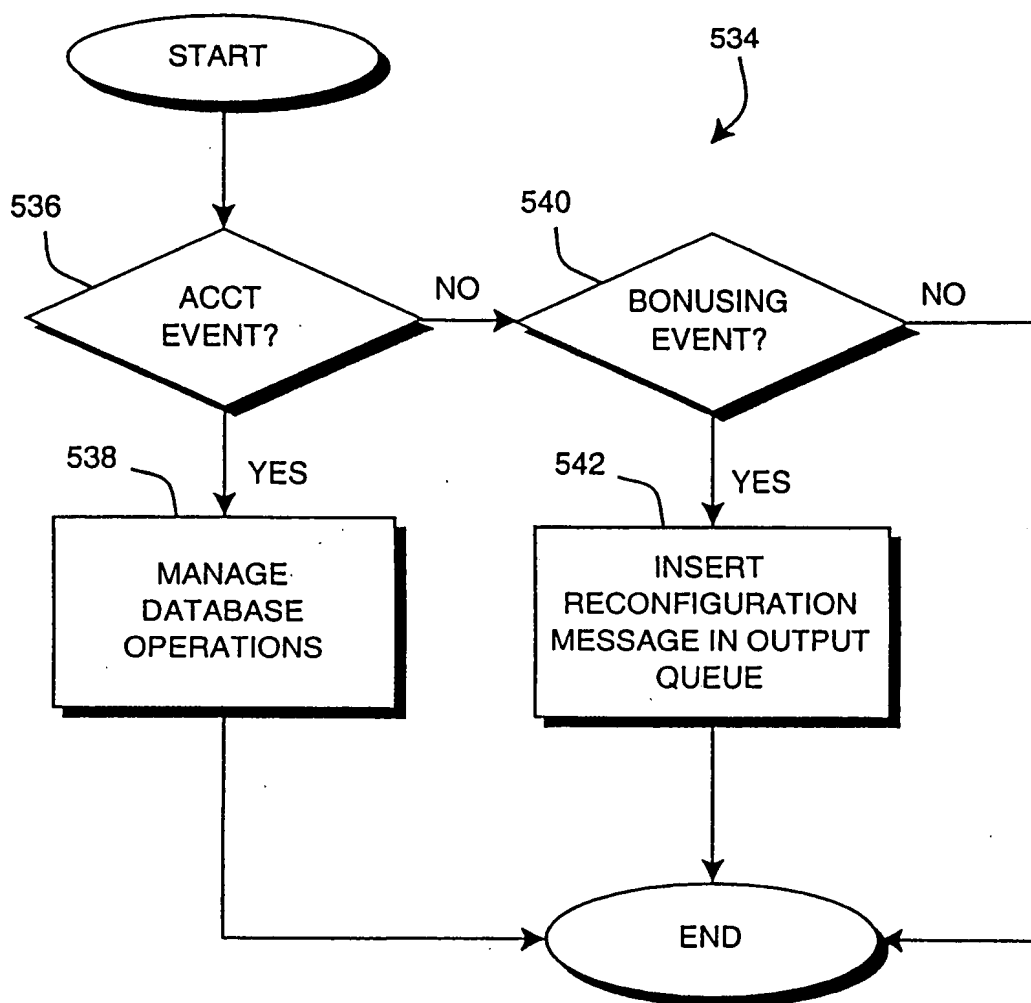 START
534
536
540
ACCT
EVENT?
NO
BONUSING
EVENT?
NO
538
YES
542
YES
MANAGE
DATABASE
OPERATIONS
INSERT
RECONFIGURATION
MESSAGE IN OUTPUT
QUEUE
END